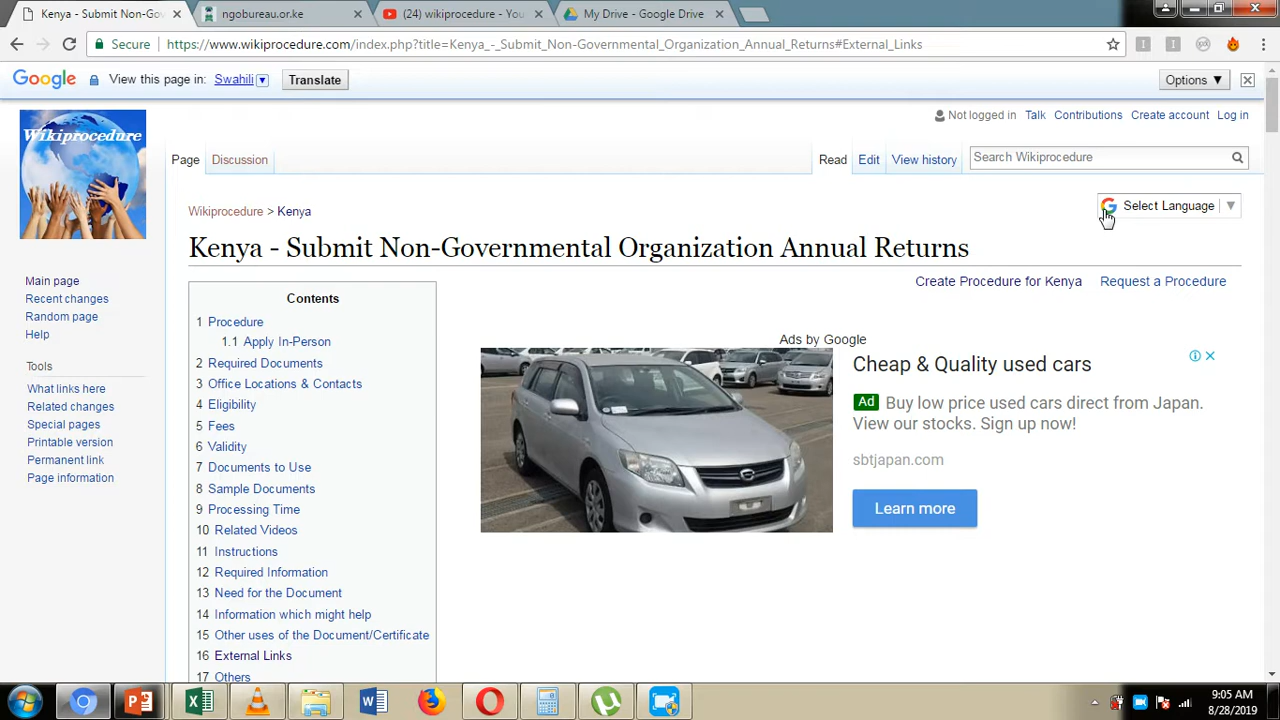 Kenya - Submit Non-Gov
ngobureau.or.ke
(24) wikiprocedure - You
My Drive - Google Drive
Secure
https://www.wikiprocedure.com/index.php?title=Kenya_-_Submit_Non-Governmental_Organization_Annual_Returns#External_Links
Google View this page in: Swahili Translate Options ▼
Wikiprocedure
Not logged in Talk Contributions Create account Log in
Page Discussion Read Edit View history Search Wikiprocedure
Wikiprocedure > Kenya
Select Language ▼
Kenya - Submit Non-Governmental Organization Annual Returns
Create Procedure for Kenya Request a Procedure
Main page
Recent changes
Random page
Help
Tools
What links here
Related changes
Special pages
Printable version
Permanent link
Page information
Contents
1 Procedure
1.1 Apply In-Person
2 Required Documents
3 Office Locations & Contacts
4 Eligibility
5 Fees
6 Validity
7 Documents to Use
8 Sample Documents
9 Processing Time
10 Related Videos
11 Instructions
12 Required Information
13 Need for the Document
14 Information which might help
15 Other uses of the Document/Certificate
16 External Links
17 Others
Ads by Google
Cheap & Quality used cars
Ad Buy low price used cars direct from Japan.
View our stocks. Sign up now!
sbtjapan.com
Learn more
9:05 AM
8/28/2019